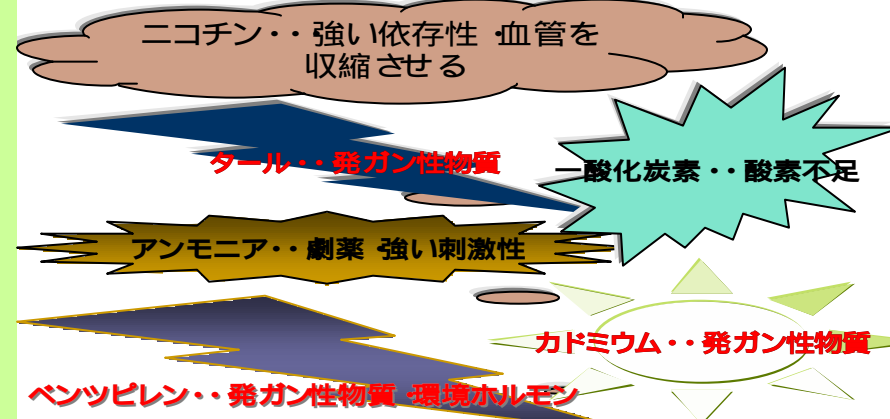 ニコチン・・強い依存性・血管を
収縮させる
タール・・発ガン性物質
一酸化炭素・・酸素不足
アンモニア・・劇薬・強い刺激性
カドミウム・・発ガン性物質
ベンツピレン・・発ガン性物質・環境ホルモン